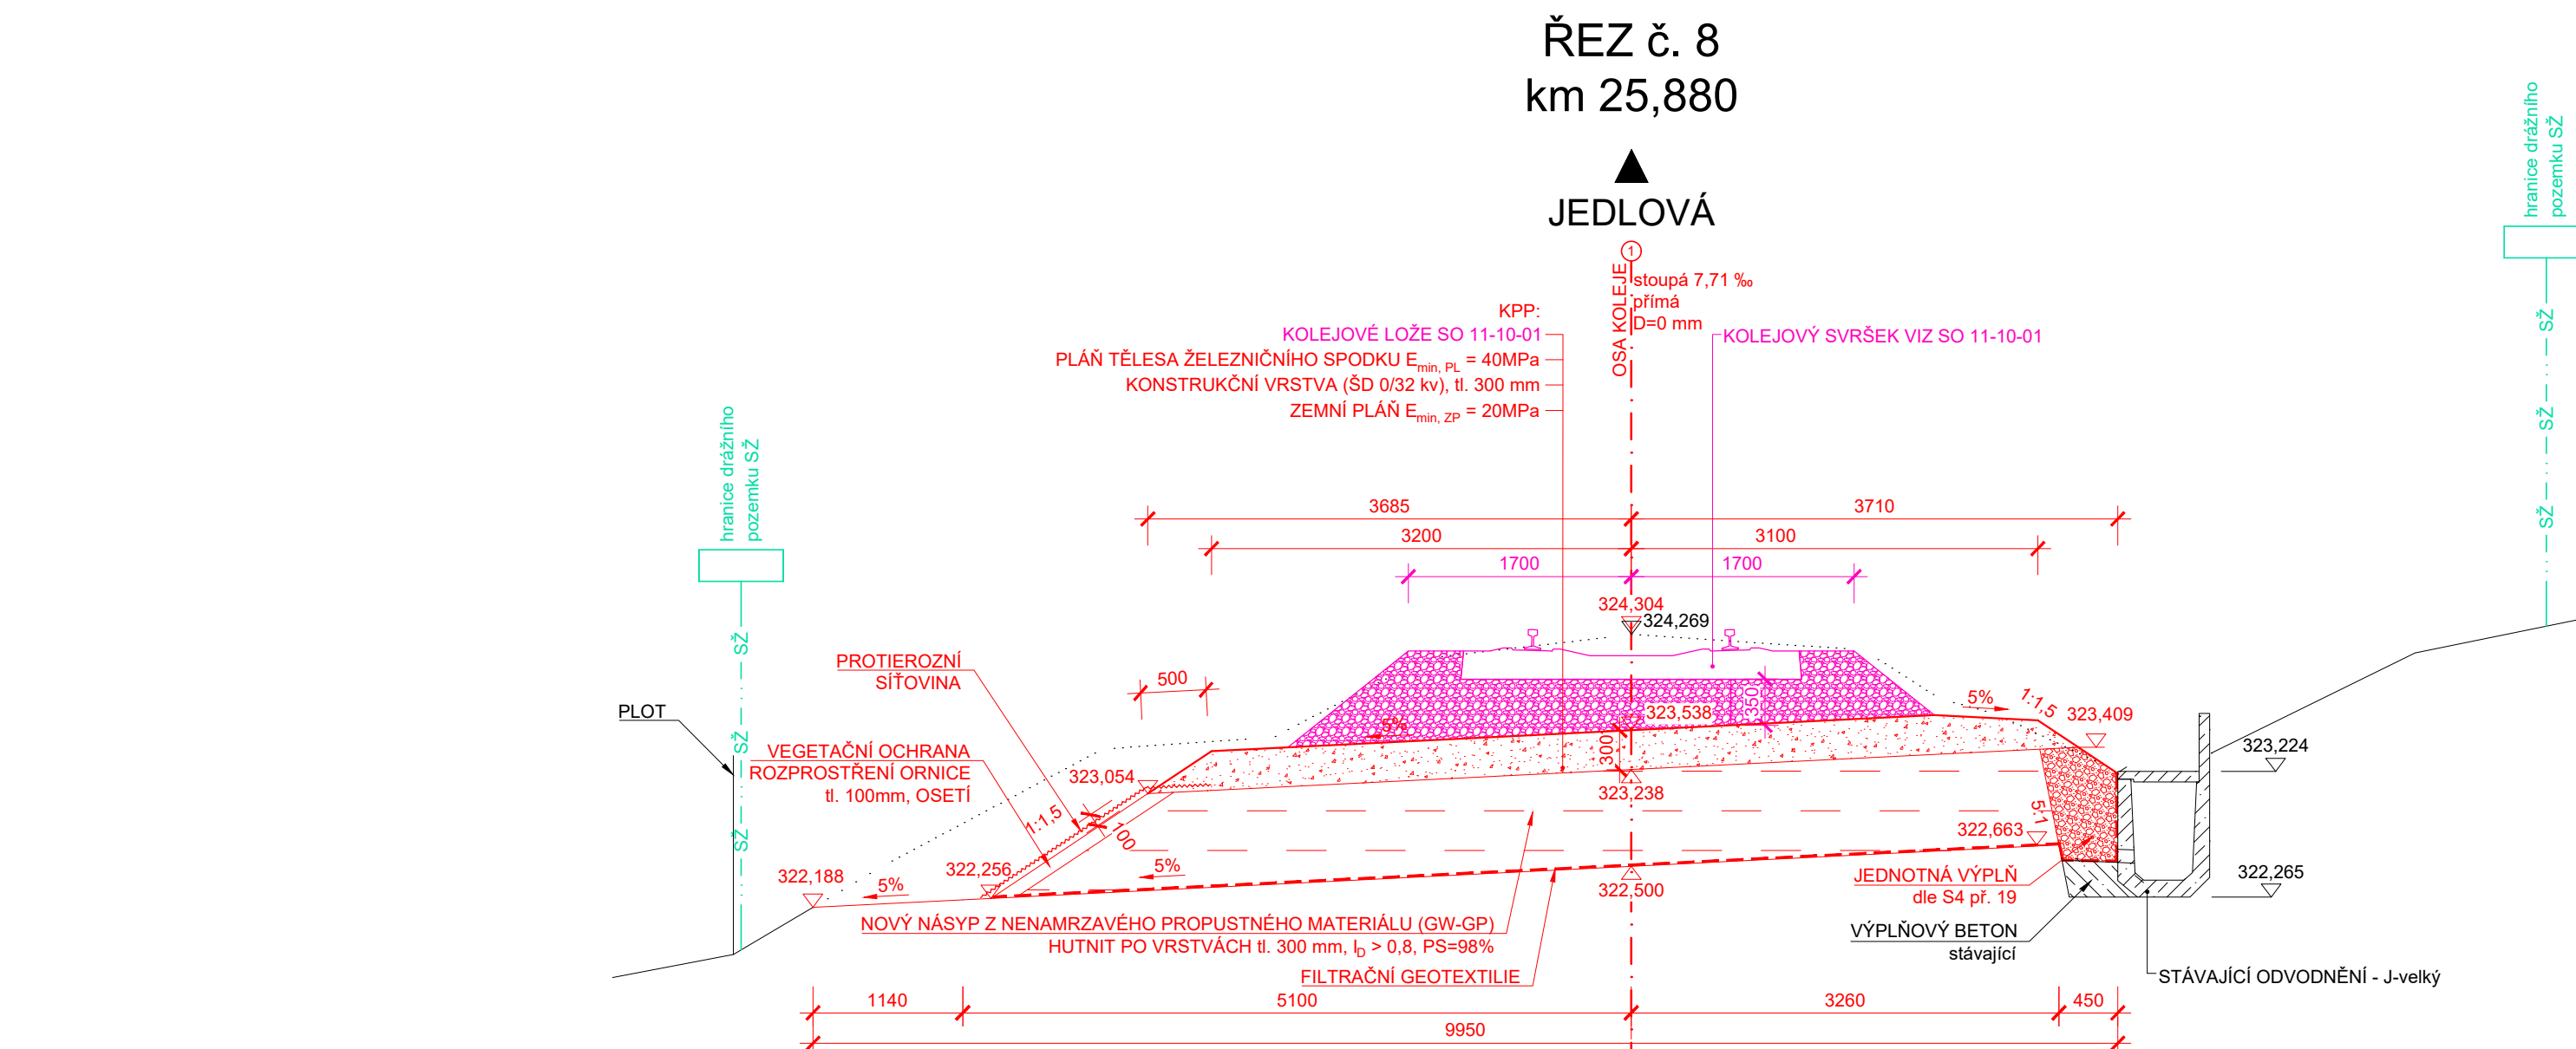 ŘEZ č. 8
km 25,880
JEDLOVÁ
1
OSA KOLEJE
stoupá 7,71 ‰
přímá
D=0 mm
KPP:
KOLEJOVÉ LOŽE SO 11-10-01
PLÁŇ TĚLESA ŽELEZNIČNÍHO SPODKU Emin, PL = 40MPa
KONSTRUKČNÍ VRSTVA (ŠD 0/32 kv), tl. 300 mm
ZEMNÍ PLÁŇ Emin, ZP = 20MPa
KOLEJOVÝ SVRŠEK VIZ SO 11-10-01
hranice drážního
pozemku SŽ
SŽ
SŽ
SŽ
hranice drážního
pozemku SŽ
SŽ
SŽ
SŽ
3685
3710
3200
3100
1700
1700
324,304
324,269
PROTIEROZNÍ
SÍŤOVINA
500
PLOT
VEGETAČNÍ OCHRANA
ROZPROSTŘENÍ ORNICE
tl. 100mm, OSETÍ
323,054
1:1,5
100
5%
323,538
350
300
323,238
5%
1:1,5
323,409
323,224
5:1
322,663
322,188
5%
322,256
5%
322,500
322,265
JEDNOTNÁ VÝPLŇ
dle S4 př. 19
NOVÝ NÁSYP Z NENAMRZAVÉHO PROPUSTNÉHO MATERIÁLU (GW-GP)
HUTNIT PO VRSTVÁCH tl. 300 mm, ID > 0,8, PS=98%
FILTRAČNÍ GEOTEXTILIE
VÝPLŇOVÝ BETON
stávající
STÁVAJÍCÍ ODVODNĚNÍ - J-velký
1140
5100
3260
450
9950